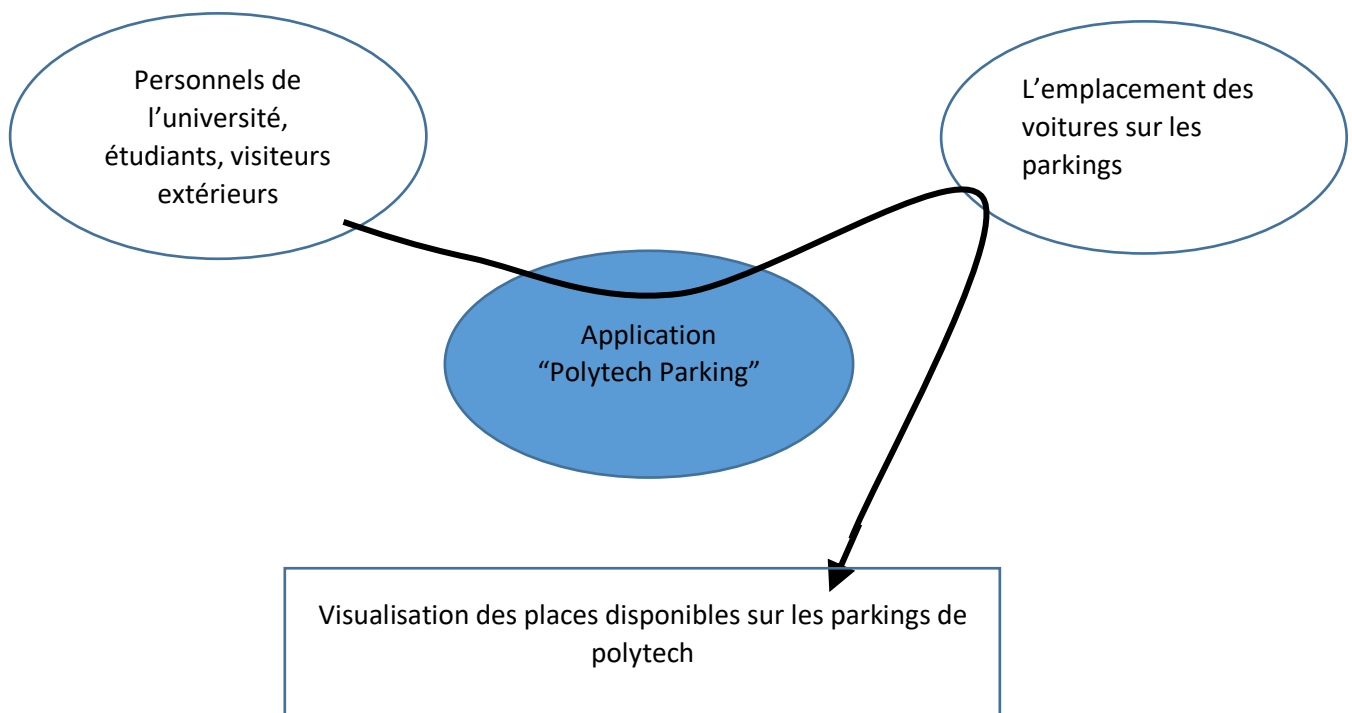 Personnels de
l’université,
étudiants, visiteurs
extérieurs
L’emplacement des
voitures sur les
parkings
Application
“Polytech Parking”
Visualisation des places disponibles sur les parkings de
polytech